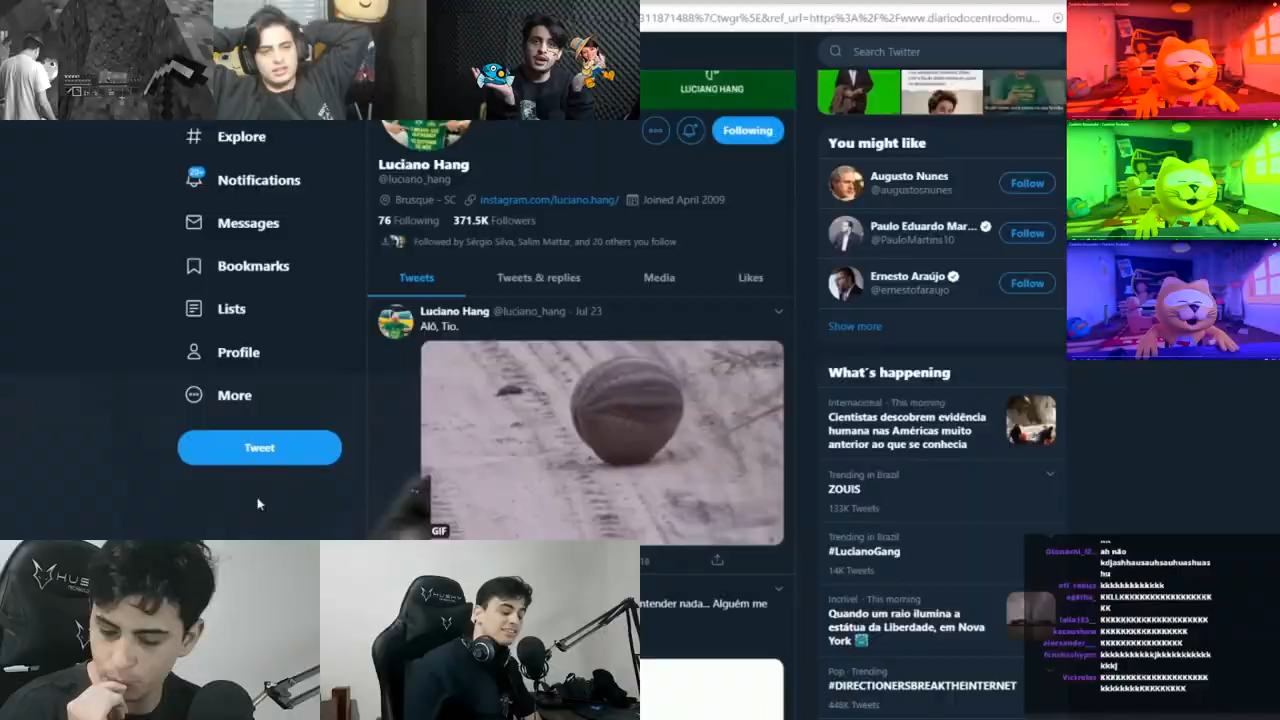 311871488%7Ctwgr%5E&ref_url=https%3A%2F%2Fwww.diariodocentrodomu...
Search Twitter
LUCIANO HANG
Following
Explore
Notifications
20+
Messages
Bookmarks
Lists
Profile
More
Tweet
Luciano Hang
@luciano_hang
Brusque - SC
instagram.com/luciano.hang/
Joined April 2009
76 Following 371.5K Followers
Followed by Sérgio Silva, Salim Mattar, and 20 others you follow
Tweets
Tweets & replies
Media
Likes
Luciano Hang @luciano_hang · Jul 23
Alô, Tio.
GIF
ntender nada... Alguém me
You might like
Augusto Nunes
@augustosnunes
Follow
Paulo Eduardo Mar...
@PauloMartins10
Follow
Ernesto Araújo
@ernestofaraujo
Follow
Show more
What's happening
Internacional · This morning
Cientistas descobrem evidência
humana nas Américas muito
anterior ao que se conhecia
Trending in Brazil
ZOUIS
133K Tweets
Trending in Brazil
#LucianoGang
14K Tweets
Incrível · This morning
Quando um raio ilumina a
estátua da Liberdade, em Nova
York
Pop · Trending
#DIRECTIONERSBREAKTHEINTERNET
448K Tweets
ah não
kdjashhausauhsauhuashuas
hu
kkkkkkkkkkkkk
HUSKY